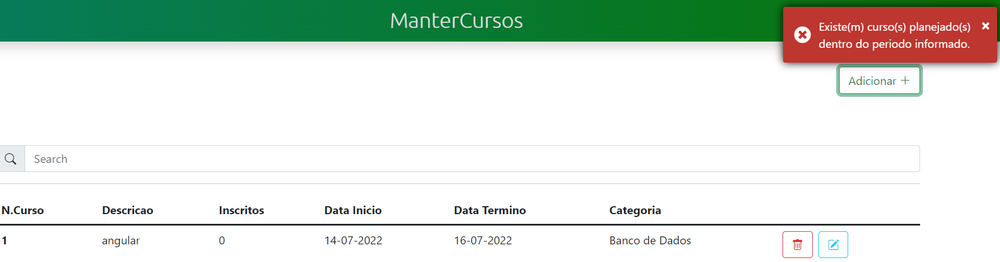 ManterCursos
Existe(m) curso(s) planejado(s)
dentro do periodo informado.
Adicionar +
Search
N.Curso Descricao Inscritos Data Inicio Data Termino Categoria
1 angular 0 14-07-2022 16-07-2022 Banco de Dados